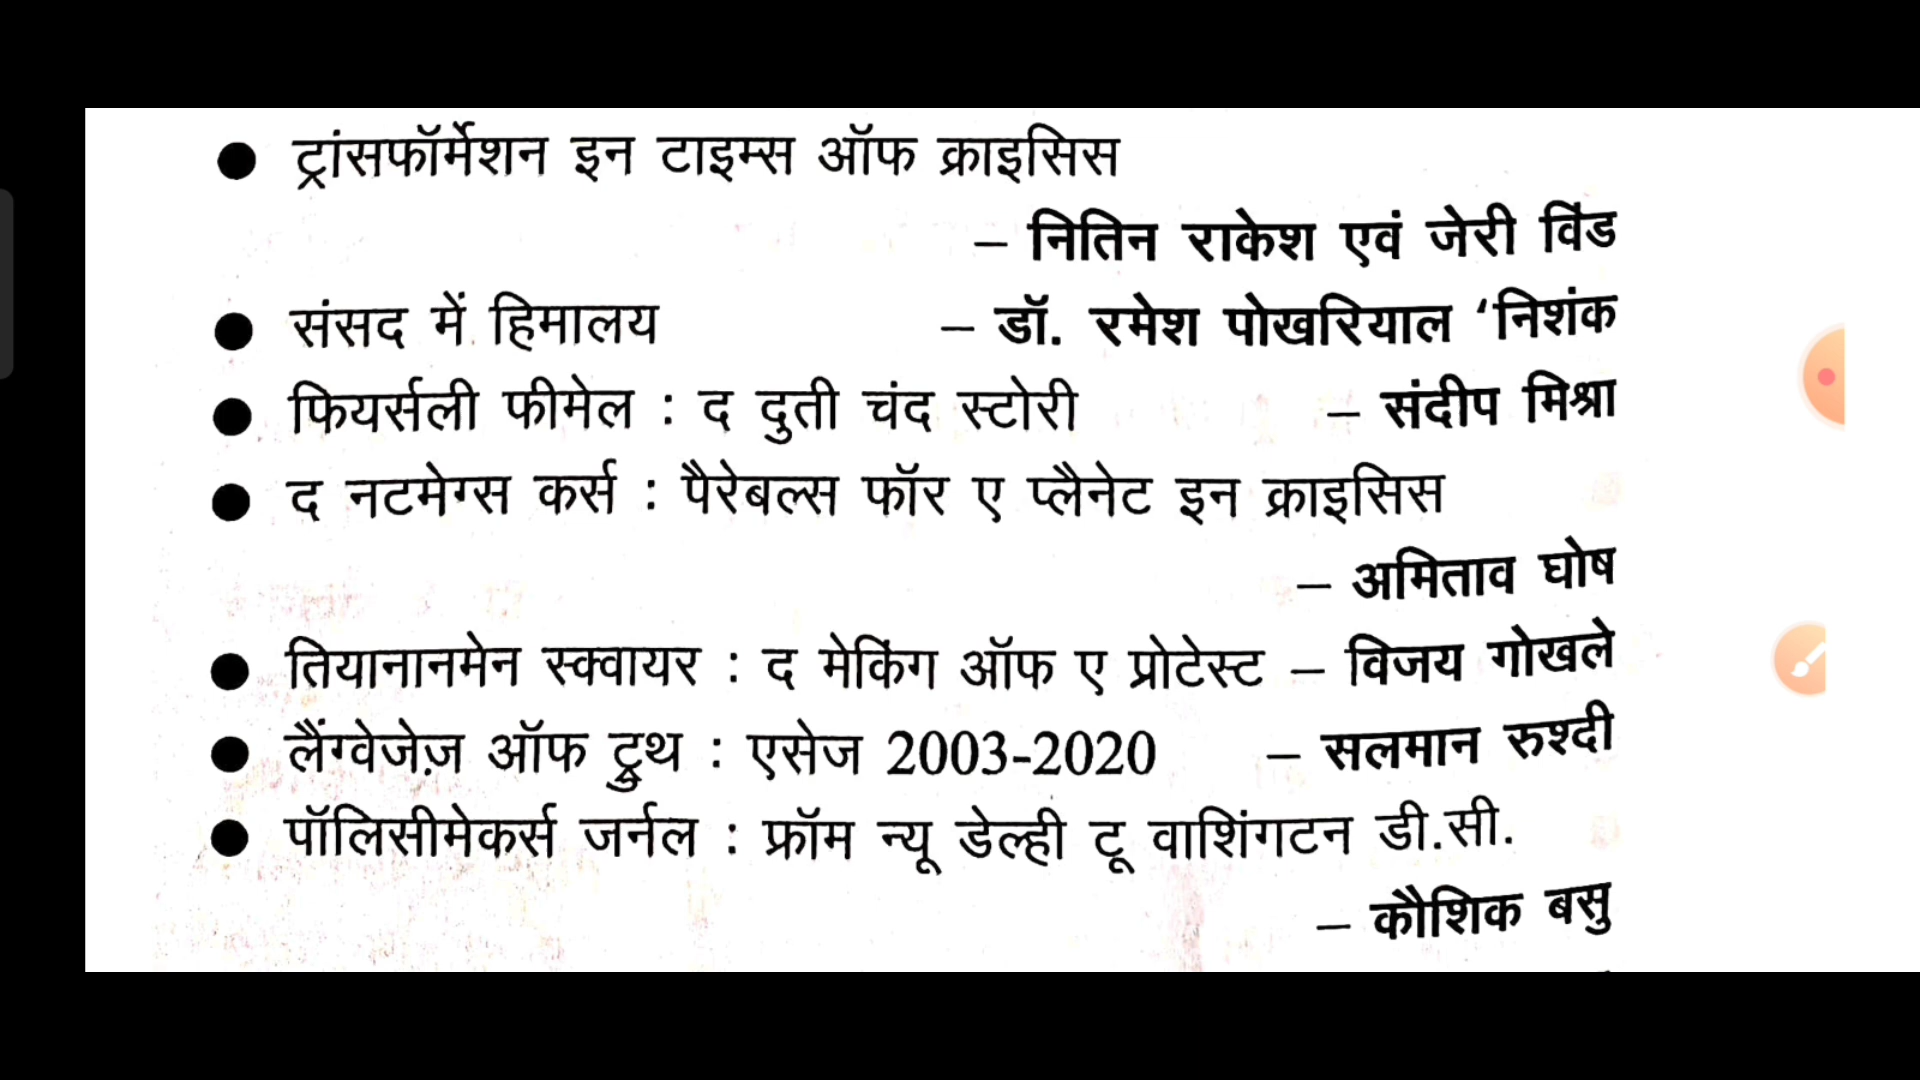 ● ट्रांसफॉर्मेशन इन टाइम्स ऑफ क्राइसिस
– नितिन राकेश एवं जेरी विंड
● संसद में हिमालय – डॉ. रमेश पोखरियाल ‘निशंक
● फियर्सली फीमेल : द दुती चंद स्टोरी – संदीप मिश्रा
● द नटमेग्स कर्स : पैरेबल्स फॉर ए प्लैनेट इन क्राइसिस
– अमिताव घोष
● तियानानमेन स्क्वायर : द मेकिंग ऑफ ए प्रोटेस्ट – विजय गोखले
● लैंग्वेजेज़ ऑफ ट्रुथ : एसेज 2003-2020 – सलमान रुश्दी
● पॉलिसीमेकर्स जर्नल : फ्रॉम न्यू डेल्ही टू वाशिंगटन डी.सी.
– कौशिक बसु